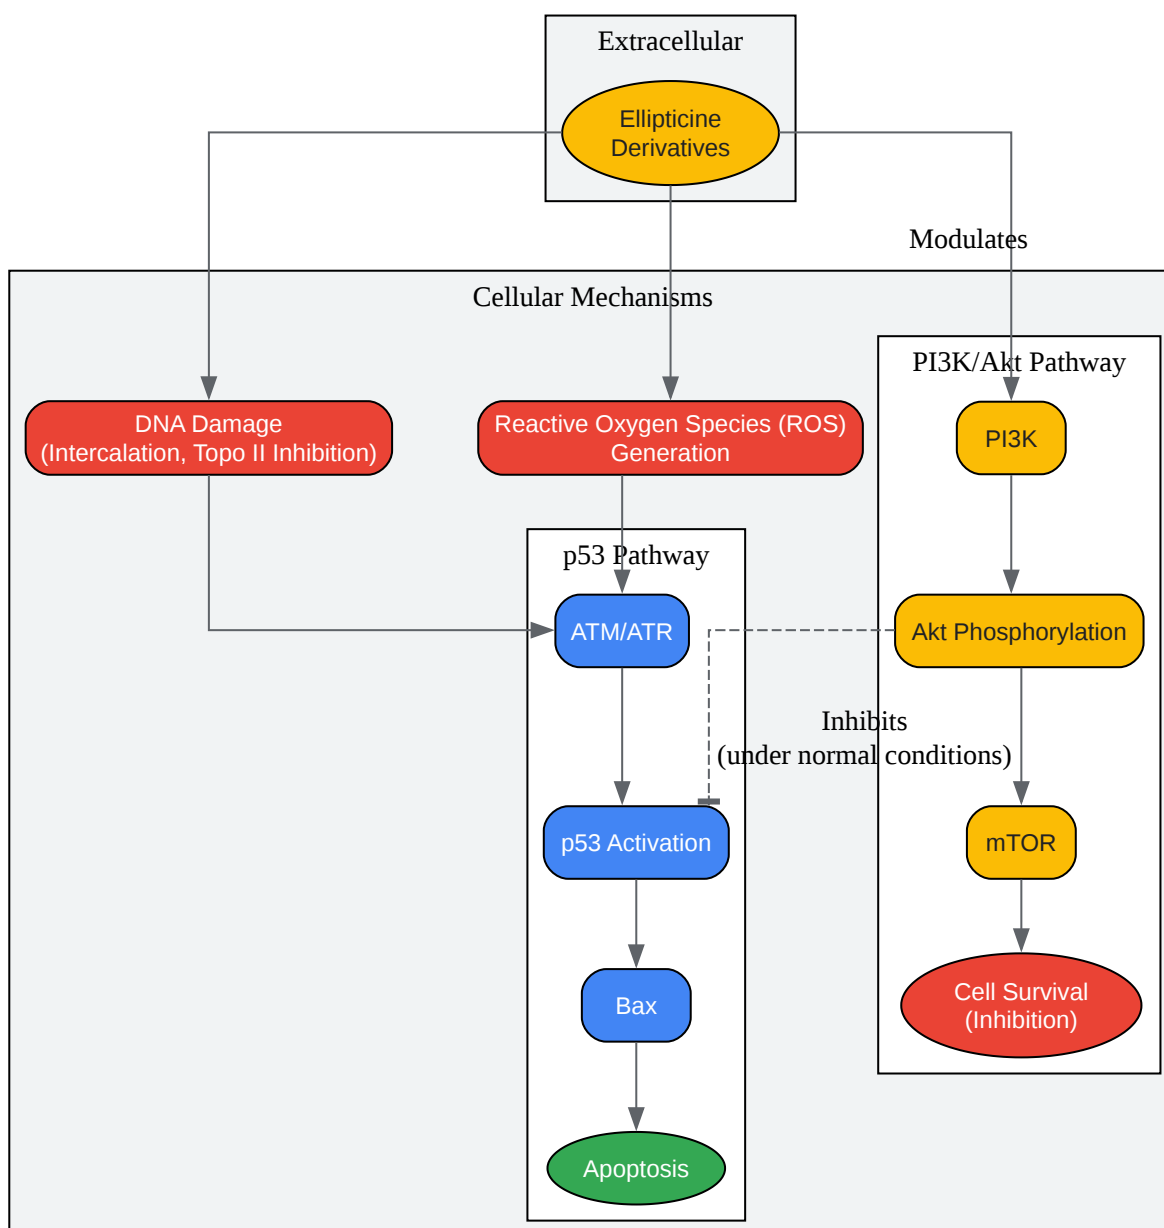 Extracellular
Ellipticine
Derivatives
Modulates
Cellular Mechanisms
PI3K/Akt Pathway
DNA Damage
(Intercalation, Topo II Inhibition)
Reactive Oxygen Species (ROS)
Generation
PI3K
p53 Pathway
ATM/ATR
Akt Phosphorylation
Inhibits
(under normal conditions)
p53 Activation
mTOR
Bax
Cell Survival
(Inhibition)
Apoptosis